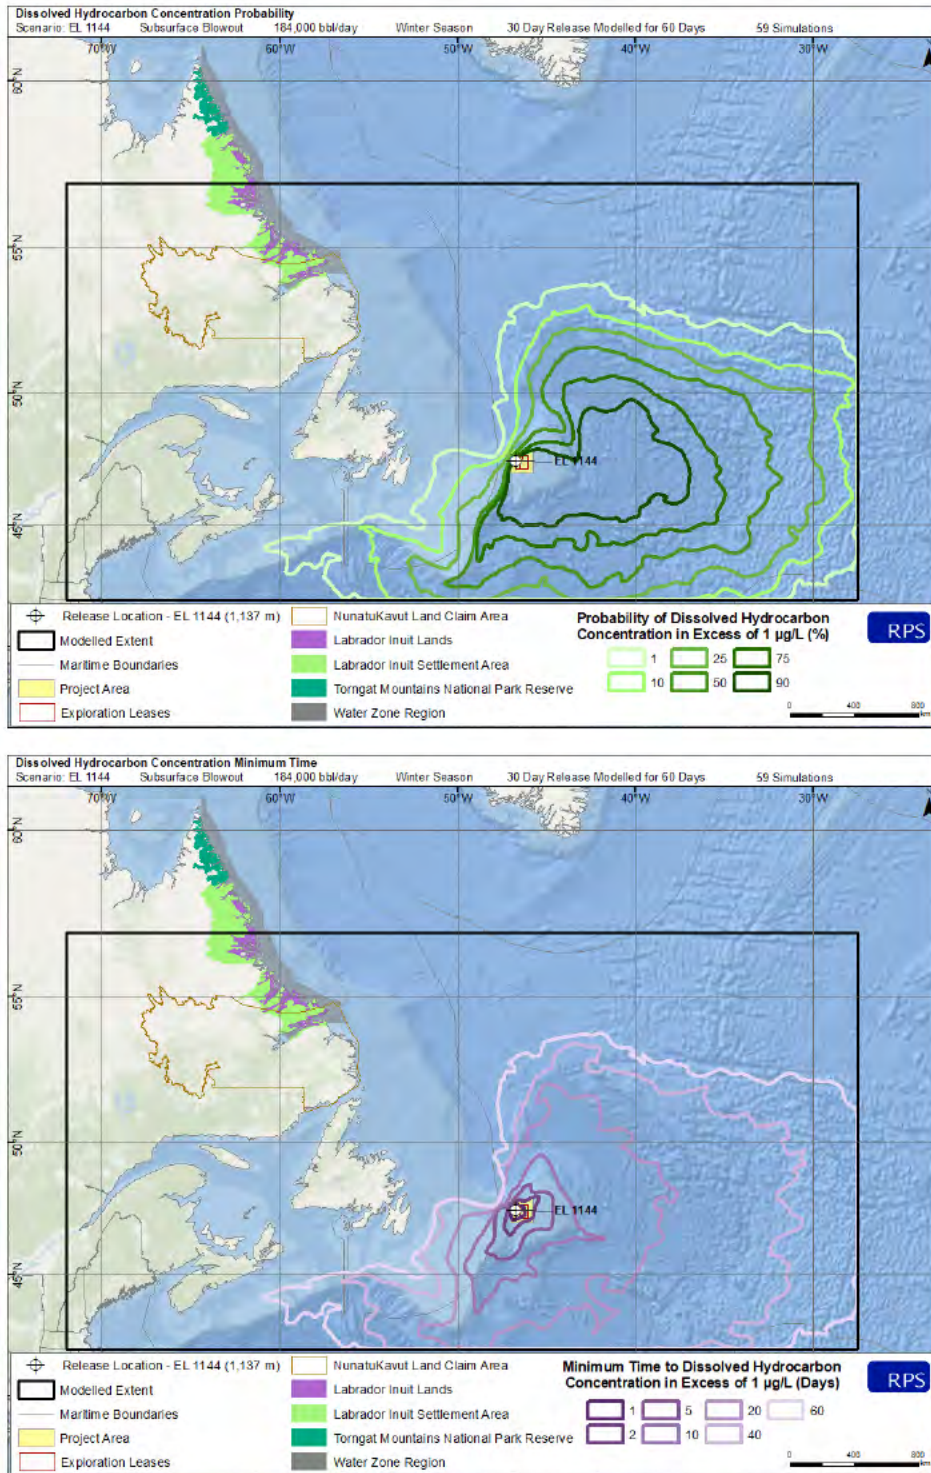 Dissolved Hydrocarbon Concentration Probability
Scenario: EL 1144 Subsurface Blowout 184,000 bbl/day Winter Season 30 Day Release Modelled for 60 Days 59 Simulations
70°W 60°W 50°W 40°W 30°W
60°N
55°N
50°N
EL 1144
45°N
Release Location - EL 1144 (1,137 m)
Modelled Extent
Maritime Boundaries
Project Area
Exploration Leases
NunatuKavut Land Claim Area
Labrador Inuit Lands
Labrador Inuit Settlement Area
Torngat Mountains National Park Reserve
Water Zone Region
Probability of Dissolved Hydrocarbon
Concentration in Excess of 1 µg/L (%)
1 25 75
10 50 90
RPS
0 400 800
km
Dissolved Hydrocarbon Concentration Minimum Time
Scenario: EL 1144 Subsurface Blowout 184,000 bbl/day Winter Season 30 Day Release Modelled for 60 Days 59 Simulations
70°W 60°W 50°W 40°W 30°W
60°N
55°N
50°N
EL 1144
45°N
Release Location - EL 1144 (1,137 m)
Modelled Extent
Maritime Boundaries
Project Area
Exploration Leases
NunatuKavut Land Claim Area
Labrador Inuit Lands
Labrador Inuit Settlement Area
Torngat Mountains National Park Reserve
Water Zone Region
Minimum Time to Dissolved Hydrocarbon
Concentration in Excess of 1 µg/L (Days)
1 5 20 60
2 10 40
RPS
0 400 800
km